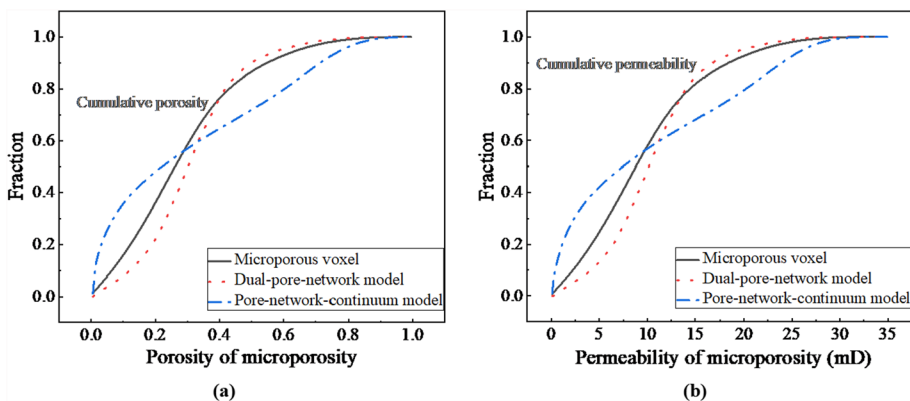 Cumulative porosity
Fraction
1.0
0.8
0.6
0.4
0.2
0.0
Microporous voxel
Dual-pore-network model
Pore-network-continuum model
0.0 0.2 0.4 0.6 0.8 1.0
Porosity of microporosity
(a)
Cumulative permeability
Fraction
1.0
0.8
0.6
0.4
0.2
0.0
Microporous voxel
Dual-pore-network model
Pore-network-continuum model
0 5 10 15 20 25 30 35
Permeability of microporosity (mD)
(b)